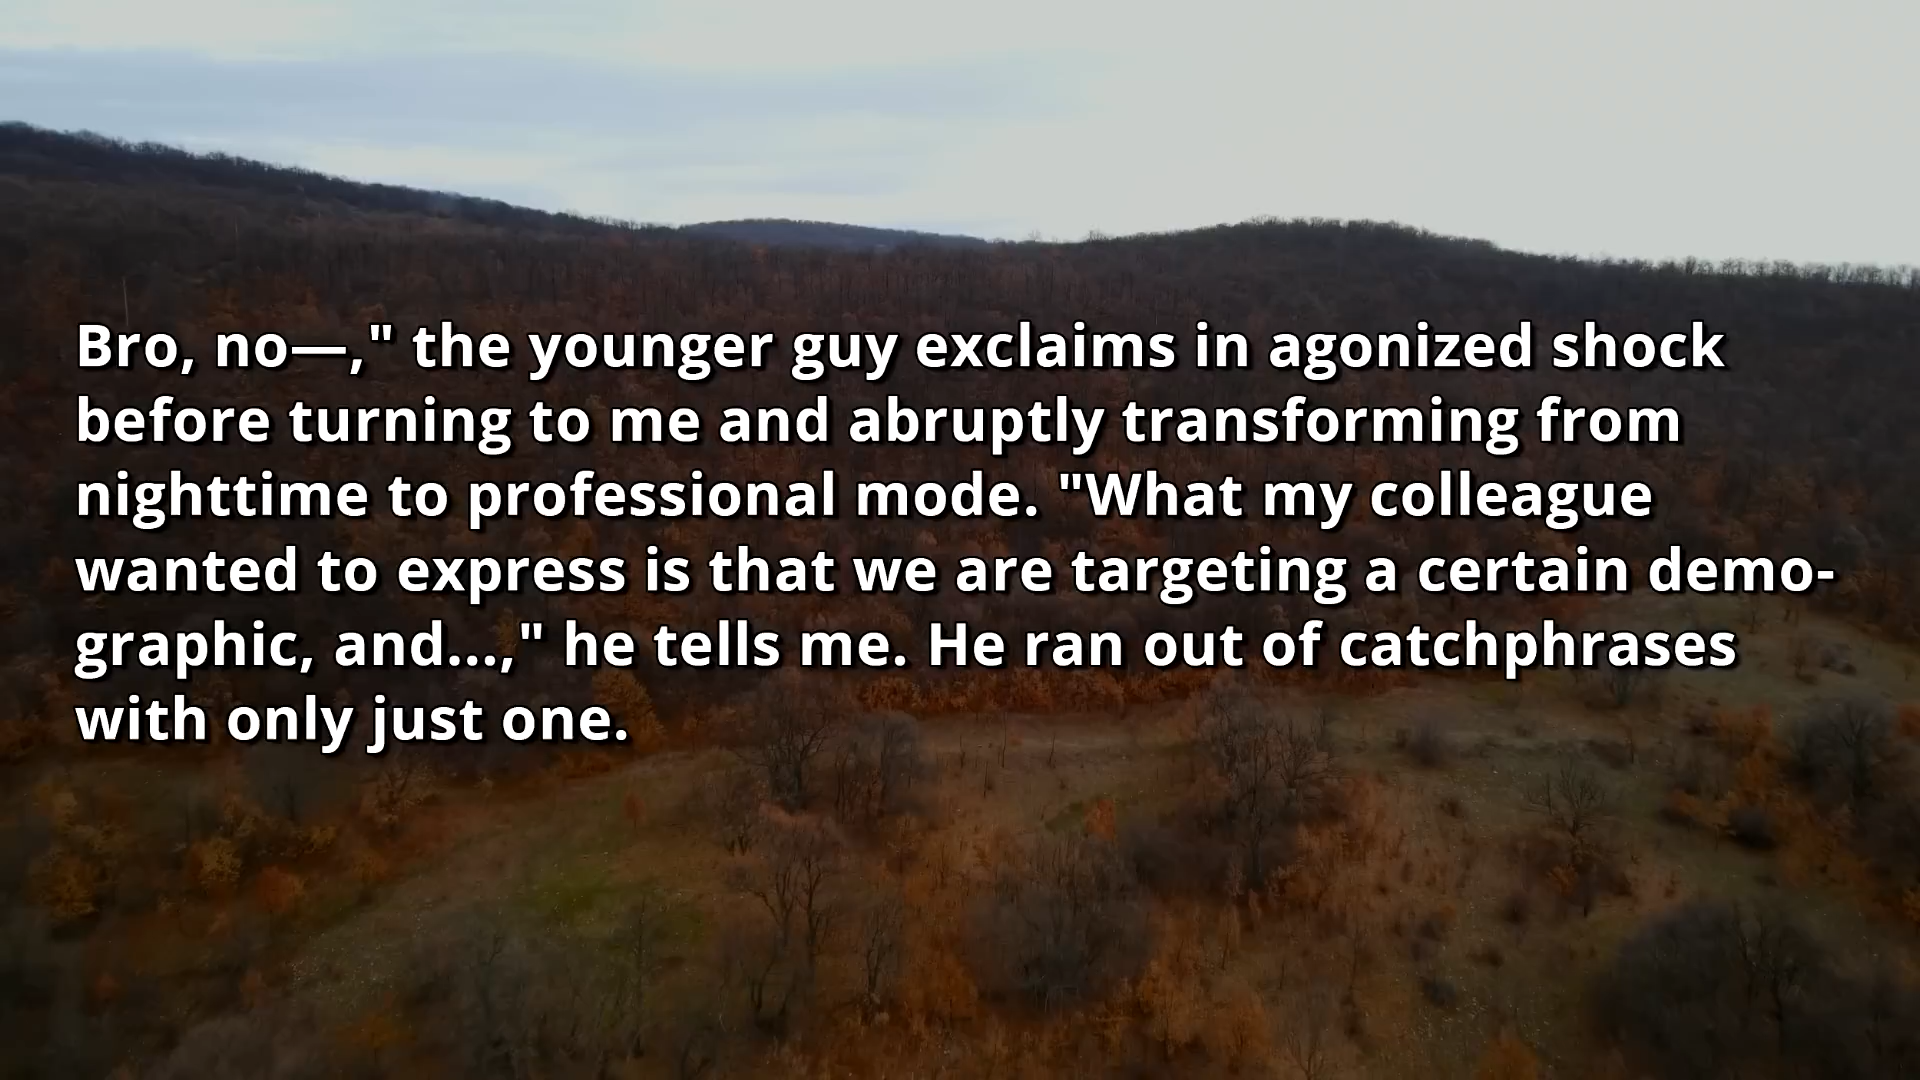 Bro, no—," the younger guy exclaims in agonized shock
before turning to me and abruptly transforming from
nighttime to professional mode. "What my colleague
wanted to express is that we are targeting a certain demo-
graphic, and...," he tells me. He ran out of catchphrases
with only just one.